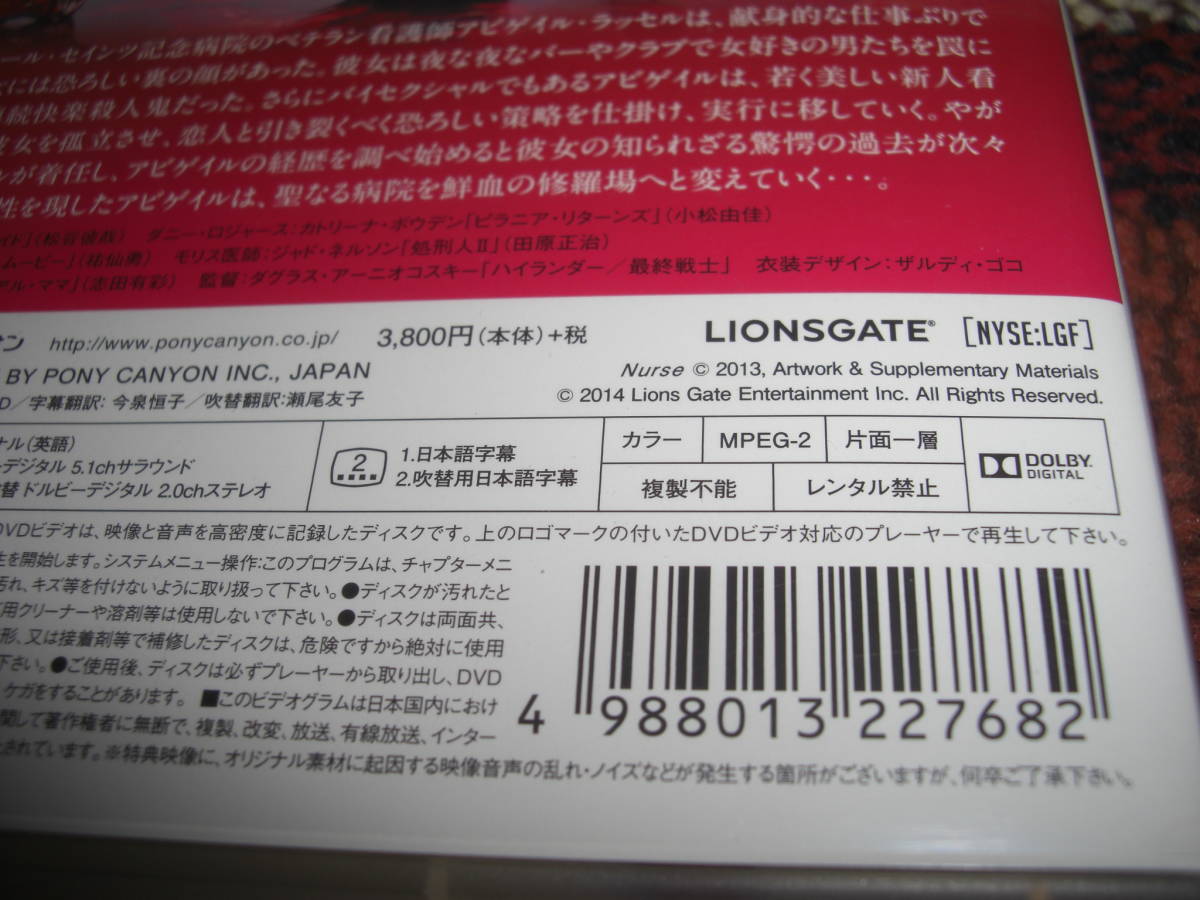 ール・セインツ記念病院のベテラン看護師アビゲイル・ラッセルは、献身的な仕事ぶりで
には恐ろしい裏の顔があった。彼女は夜な夜なバーやクラブで女好きの男たちを罠に
続快楽殺人鬼だった。さらにバイセクシャルでもあるアビゲイルは、若く美しい新人看
女を孤立させ、恋人と引き裂くべく恐ろしい策略を仕掛け、実行に移していく。やが
ルが着任し、アビゲイルの経歴を調べ始めると彼女の知られざる驚愕の過去が次々
性を現したアビゲイルは、聖なる病院を鮮血の修羅場へと変えていく・・・。
ダニー・ロジャース：カトリーナ・ボウデン「ピラニア・リターンズ」（小松由佳）
ムービー」（祐仙勇） モリス医師：ジャド・ネルソン「処刑人II」（田原正治）
アル・ママ」（志田有彩） 監督：ダグラス・アーニオコスキー「ハイランダー／最終戦士」 衣装デザイン：ザルディ・ゴコ
ン http://www.ponycanyon.co.jp/ 3,800円（本体）+税 LIONSGATE® [NYSE:LGF]
BY PONY CANYON INC., JAPAN
Nurse © 2013, Artwork & Supplementary Materials
© 2014 Lions Gate Entertainment Inc. All Rights Reserved.
D／字幕翻訳：今泉恒子／吹替翻訳：瀬尾友子
ナル（英語）
デジタル 5.1chサラウンド
替 ドルビーデジタル 2.0chステレオ
2
1.日本語字幕
2.吹替用日本語字幕
カラー MPEG-2 片面一層
複製不能 レンタル禁止
DOLBY DIGITAL
DVDビデオは、映像と音声を高密度に記録したディスクです。上のロゴマークの付いたDVDビデオ対応のプレーヤーで再生して下さい。
生を開始します。システムメニュー操作：このプログラムは、チャプターメニ
汚れ、キズ等を付けないように取り扱って下さい。●ディスクが汚れたと
用クリーナーや溶剤等は使用しないで下さい。●ディスクは両面共、
形、又は接着剤等で補修したディスクは、危険ですから絶対に使用
下さい。●ご使用後、ディスクは必ずプレーヤーから取り出し、DVD
ケガをすることがあります。 ■このビデオグラムは日本国内におけ
関して著作権者に無断で、複製、改変、放送、有線放送、インター
されています。※特典映像に、オリジナル素材に起因する映像音声の乱れ・ノイズなどが発生する箇所がございますが、何卒ご了承下さい。
4 988013 227682